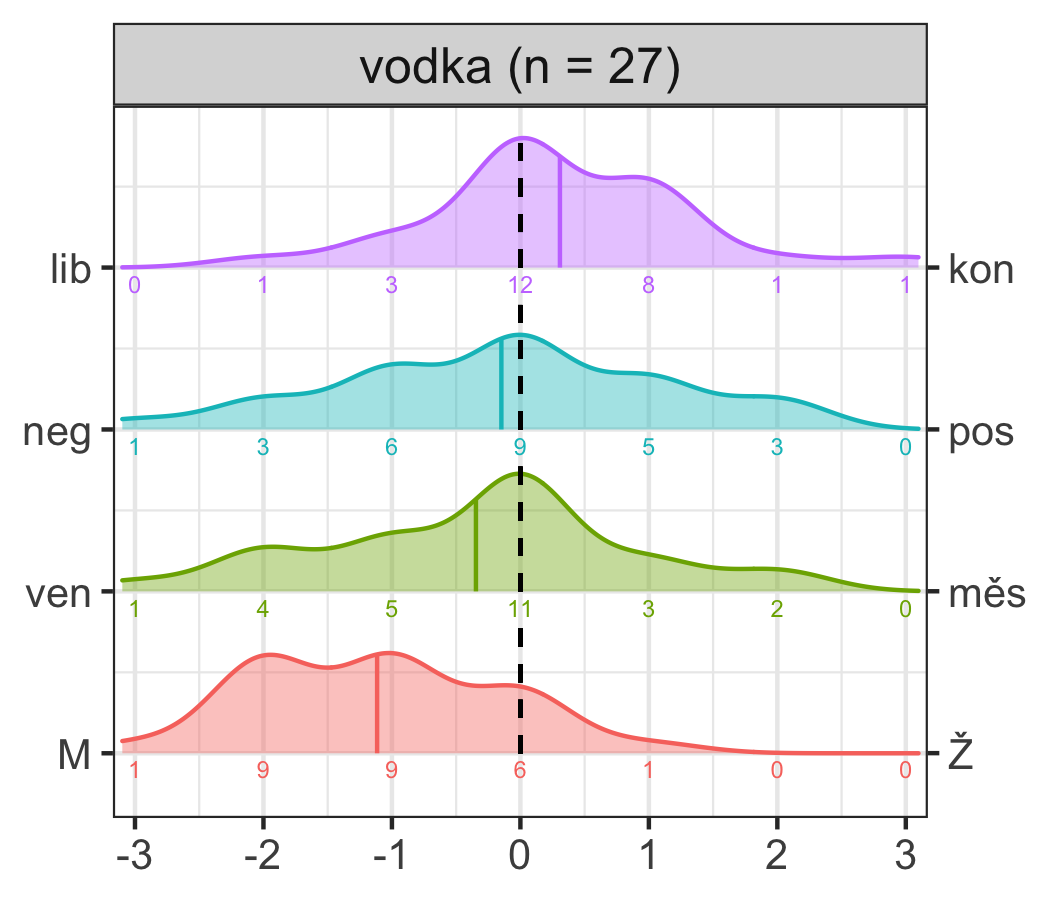 vodka (n = 27)
lib kon
0 1 3 12 8 1 1
neg pos
1 3 6 9 5 3 0
ven měs
1 4 5 11 3 2 0
M Ž
1 9 9 6 1 0 0
-3 -2 -1 0 1 2 3